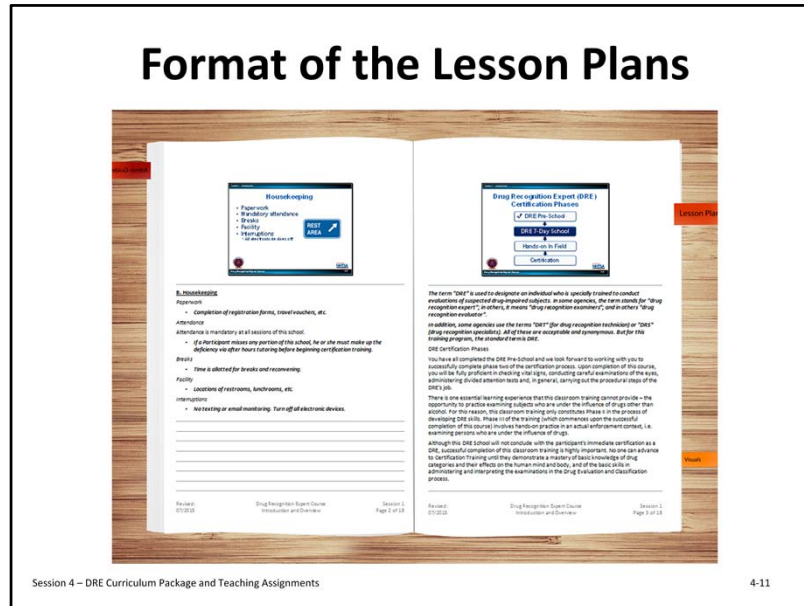 Format of the Lesson Plans
Housekeeping
• Paperwork
• Mandatory attendance
• Breaks
• Facility
• Interruptions
• All electronic devices off
REST
AREA
B. Housekeeping
Paperwork
• Completion of registration forms, travel vouchers, etc.
Attendance
Attendance is mandatory at all sessions of this school.
• If a Participant misses any portion of this school, he or she must make up the
deficiency via after hours tutoring before beginning certification training.
Breaks
• Time is allotted for breaks and reconvening.
Facility
• Locations of restrooms, lunchrooms, etc.
Interruptions
• No texting or email monitoring. Turn off all electronic devices.
Revised:
07/2015
Drug Recognition Expert Course
Introduction and Overview
Session 1
Page 2 of 19
Drug Recognition Expert (DRE)
Certification Phases
✓ DRE Pre-School
DRE 7-Day School
Hands-on In Field
Certification
Lesson Plan
The term "DRE" is used to designate an individual who is specially trained to conduct
evaluations of suspected drug-impaired subjects. In some agencies, the term stands for "drug
recognition expert"; in others, it means "drug recognition examiners"; and in others "drug
recognition evaluator".
In addition, some agencies use the terms "DRT" (for drug recognition technician) or "DRS"
(drug recognition specialists). All of these are acceptable and synonymous. But for this
training program, the standard term is DRE.
DRE Certification Phases
You have all completed the DRE Pre-School and we look forward to working with you to
successfully complete phase two of the certification process. Upon completion of this course,
you will be fully proficient in checking vital signs, conducting careful examinations of the eyes,
administering divided attention tests and, in general, carrying out the procedural steps of the
DRE's job.
There is one essential learning experience that this classroom training cannot provide – the
opportunity to practice examining subjects who are under the influence of drugs other than
alcohol. For this reason, this classroom training only constitutes Phase II in the process of
developing DRE skills. Phase III of the training (which commences upon the successful
completion of this course) involves hands-on practice in an actual enforcement context, i.e.
examining persons who are under the influence of drugs.
Although this DRE School will not conclude with the participant's immediate certification as a
DRE, successful completion of this classroom training is highly important. No one can advance
to Certification Training until they demonstrate a mastery of basic knowledge of drug
categories and their effects on the human mind and body, and of the basic skills in
administering and interpreting the examinations in the Drug Evaluation and Classification
process.
Visuals
Revised:
07/2015
Drug Recognition Expert Course
Introduction and Overview
Session 1
Page 3 of 19
Session 4 – DRE Curriculum Package and Teaching Assignments
4-11